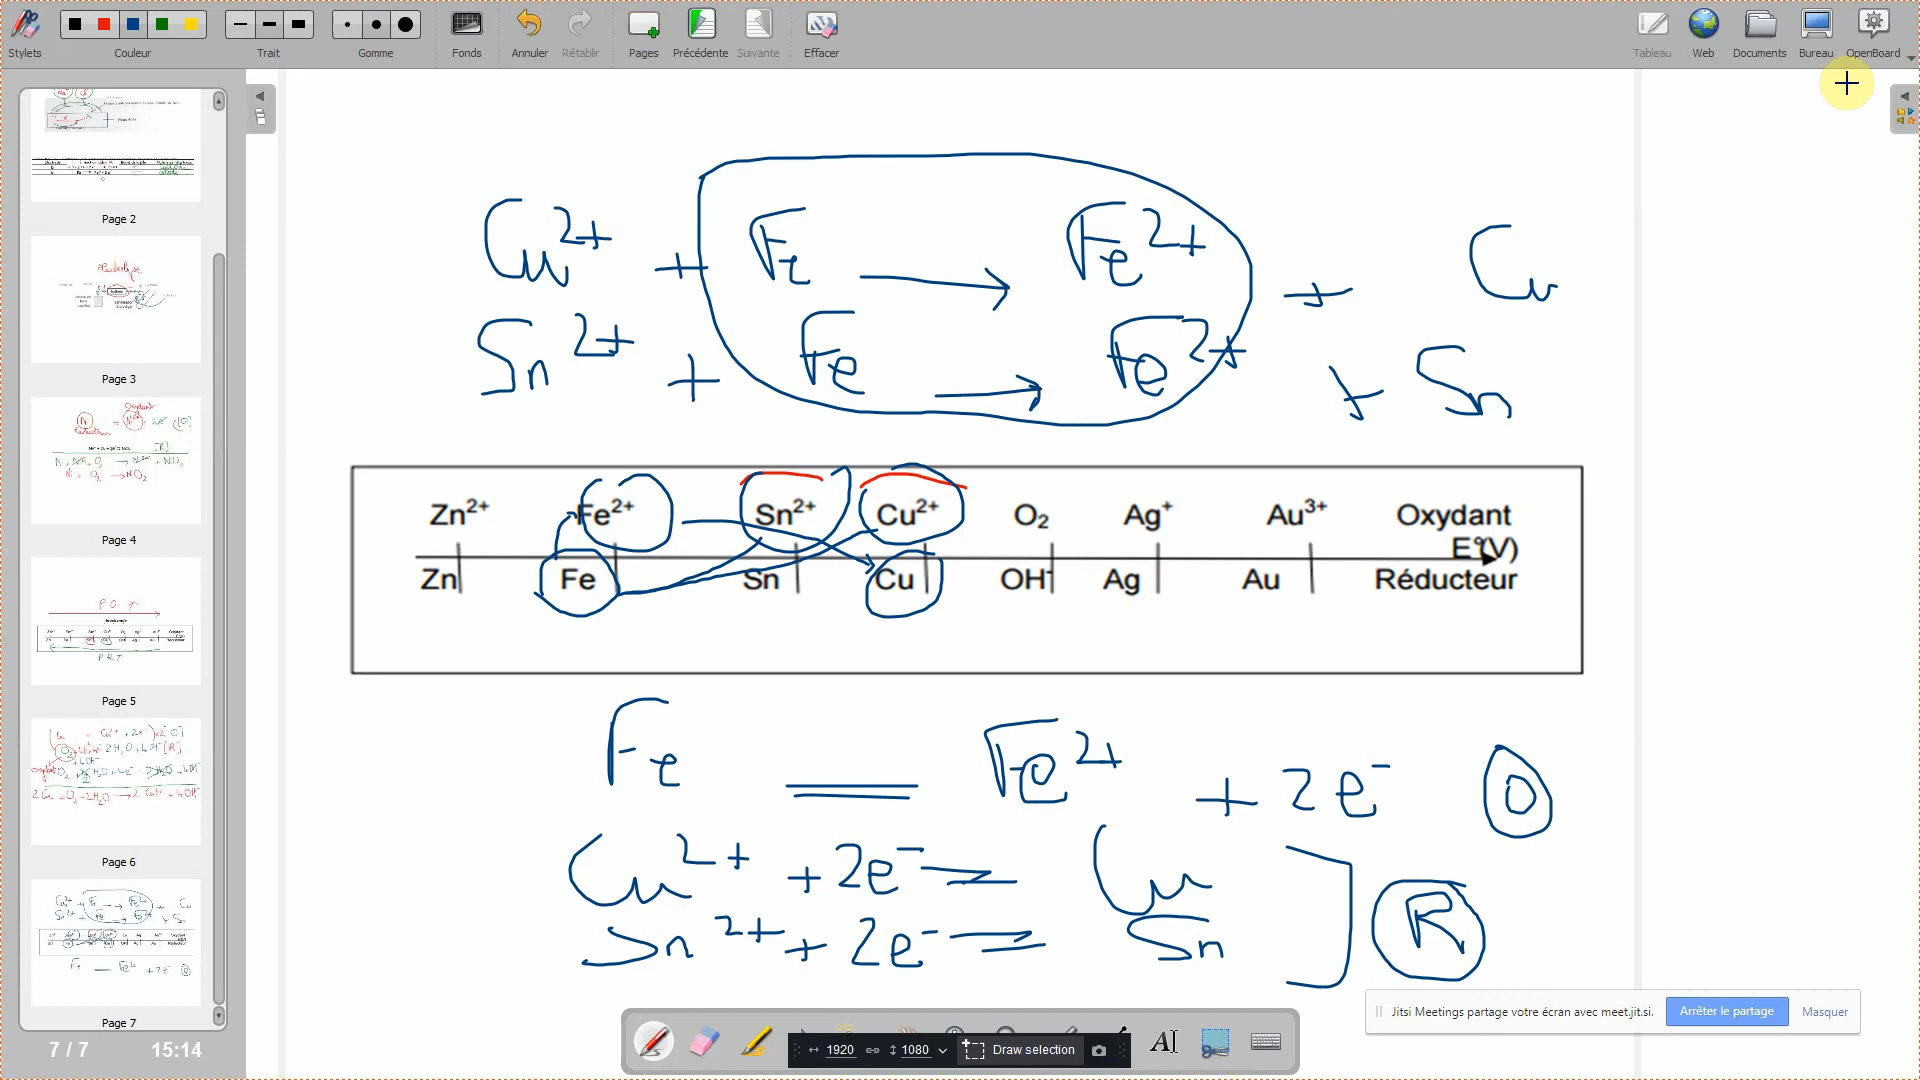 Stylets Couleur Trait Gomme Fonds Annuler Rétablir Pages Précédente Suivante Effacer Tableau Web Documents Bureau OpenBoard
Page 2
Page 3
Page 4
Page 5
Page 6
Page 7
7 / 7 15:14
Cu²⁺ + Fe → Fe²⁺ + Cu
Sn²⁺ + Fe → Fe²⁺ + Sn
Zn²⁺ Fe²⁺ Sn²⁺ Cu²⁺ O₂ Ag⁺ Au³⁺ Oxydant
E°(V)
Zn Fe Sn Cu OH⁻ Ag Au Réducteur
Fe = Fe²⁺ + 2e⁻ O
Cu²⁺ + 2e⁻ = Cu
Sn²⁺ + 2e⁻ = Sn
R
Jitsi Meetings partage votre écran avec meet.jit.si. Arrêter le partage Masquer
1920 1080 Draw selection